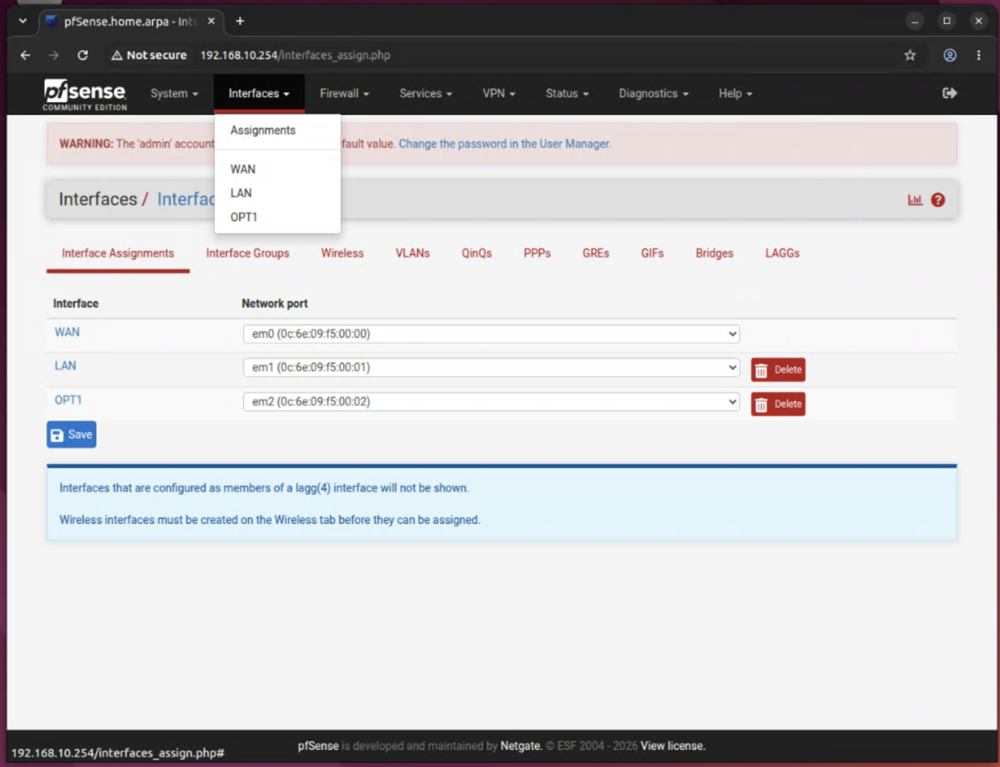 pfSense.home.arpa - Inte
Not secure 192.168.10.254/interfaces_assign.php
pfsense
COMMUNITY EDITION
System Interfaces Firewall Services VPN Status Diagnostics Help
Assignments
WARNING: The 'admin' account fault value. Change the password in the User Manager.
WAN
LAN
OPT1
Interfaces / Interfac
Interface Assignments Interface Groups Wireless VLANs QinQs PPPs GREs GIFs Bridges LAGGs
Interface Network port
WAN em0 (0c:6e:09:f5:00:00)
LAN em1 (0c:6e:09:f5:00:01) Delete
OPT1 em2 (0c:6e:09:f5:00:02) Delete
Save
Interfaces that are configured as members of a lagg(4) interface will not be shown.
Wireless interfaces must be created on the Wireless tab before they can be assigned.
pfSense is developed and maintained by Netgate. © ESF 2004 - 2026 View license.
192.168.10.254/interfaces_assign.php#